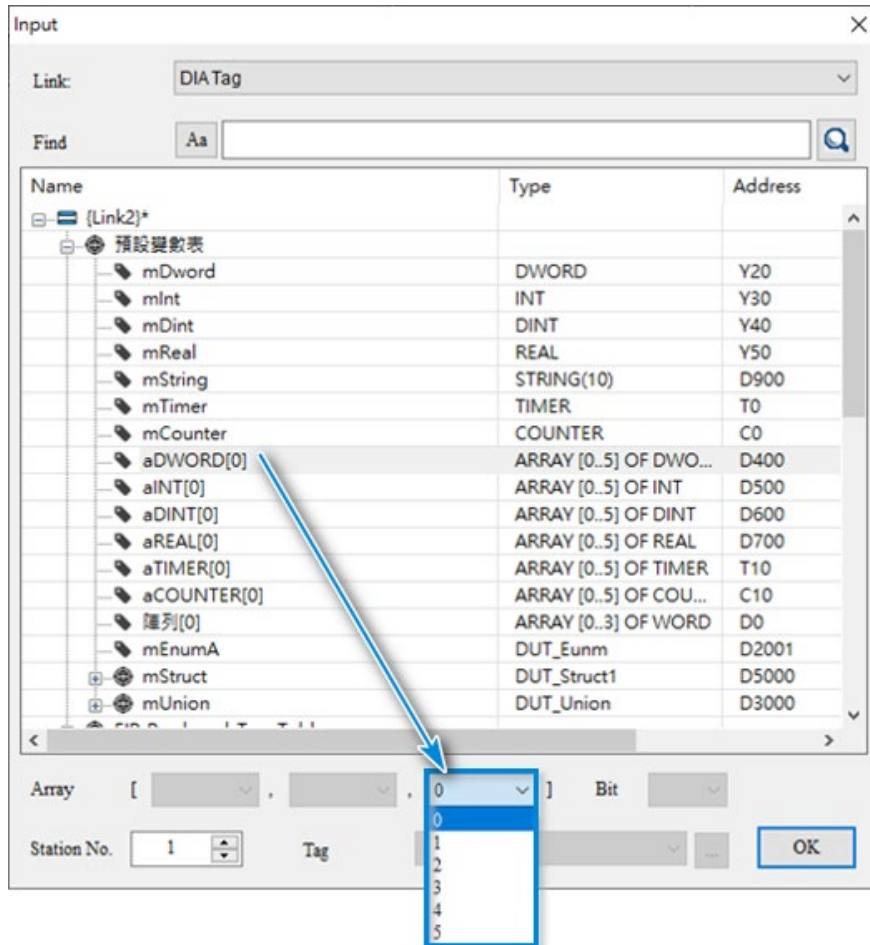 Input
Link: DIATag
Find Aa
Name Type Address
{Link2}*
預設變數表
mDword DWORD Y20
mInt INT Y30
mDint DINT Y40
mReal REAL Y50
mString STRING(10) D900
mTimer TIMER T0
mCounter COUNTER C0
aDWORD[0] ARRAY [0..5] OF DWO... D400
aINT[0] ARRAY [0..5] OF INT D500
aDINT[0] ARRAY [0..5] OF DINT D600
aREAL[0] ARRAY [0..5] OF REAL D700
aTIMER[0] ARRAY [0..5] OF TIMER T10
aCOUNTER[0] ARRAY [0..5] OF COU... C10
陣列[0] ARRAY [0..3] OF WORD D0
mEnumA DUT_Eunm D2001
mStruct DUT_Struct1 D5000
mUnion DUT_Union D3000
Array [ , , 0 ] Bit
0
1
2
3
4
5
Station No. 1 Tag ... OK